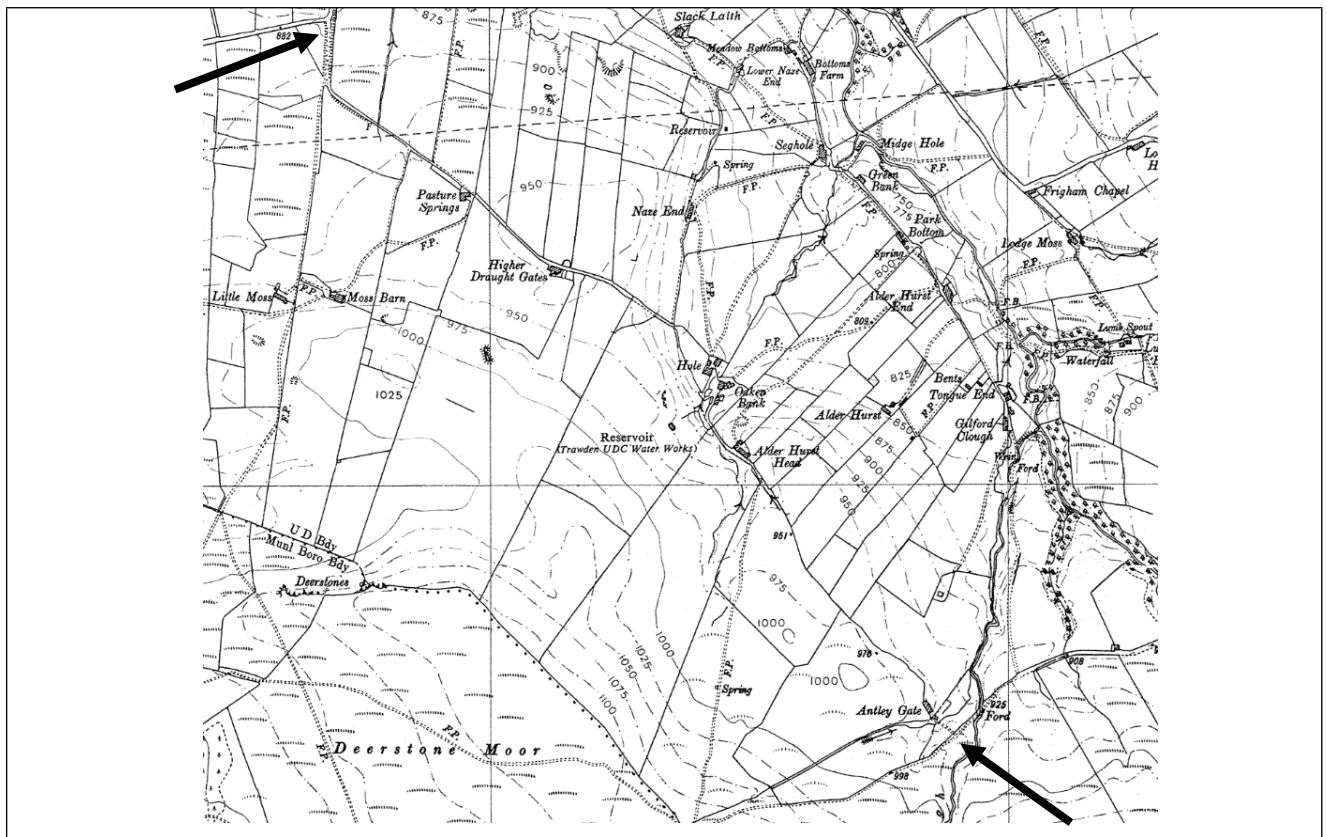 875
Slack Laith
882
F.P.
Meadow Bottoms
F.P.
Lower Naze
End
Bottoms
Farm
900
925
Reservoir
F.P.
Seghole
Midge Hole
Spring
F.P.
Green
Bank
F.P.
750
775
Frigham Chapel
950
Pasture
Springs
Naze End
F.P.
Park
Bottom
Spring
Lodge Moss
F.P.
F.P.
Higher
Draught Gates
800
F.P.
F.P.
Little Moss
F.P.
Moss Barn
950
975
1000
F.P.
Alder Hurst
End
F.B.
809
F.P.
Lumb Spout
F.B.
Waterfall
Hole
825
850
875
900
1025
Oaken
Bank
Bents
Tongue End
F.B.
F.P.
Alder Hurst
F.P.
850
Gilford
Clough
Reservoir
(Trawden UDC Water Works)
Alder Hurst
Head
875
900
925
950
Weir
Ford
951
U D Bdy
Munl Boro Bdy
Deerstones
975
1000
1000
1025
1050
1075
1100
976
908
F.P.
1000
Spring
Antley Gate
925
Ford
F.P.
F.P.
Deerstone Moor
998